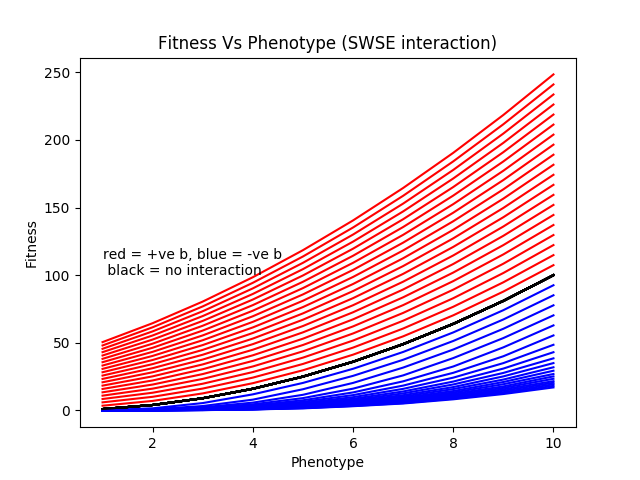 Fitness Vs Phenotype (SWSE interaction)
250
200
150
100
50
0
Fitness
red = +ve b, blue = -ve b
black = no interaction
2
4
6
8
10
Phenotype